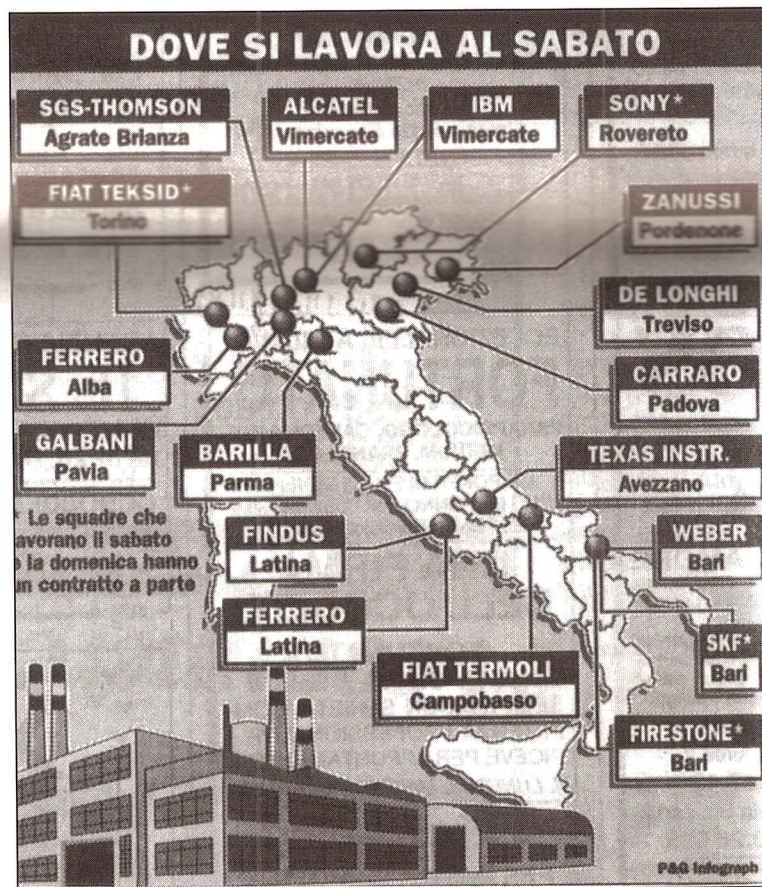 DOVE SI LAVORA AL SABATO
SGS-THOMSON
Agrate Brianza
ALCATEL
Vimercate
IBM
Vimercate
SONY*
Rovereto
FIAT TEKSID*
Torino
ZANUSSI
Pordenone
DE LONGHI
Treviso
FERRERO
Alba
CARRARO
Padova
GALBANI
Pavia
BARILLA
Parma
TEXAS INSTR.
Avezzano
* Le squadre che
lavorano il sabato
e la domenica hanno
un contratto a parte
FINDUS
Latina
WEBER
Bari
FERRERO
Latina
SKF*
Bari
FIAT TERMOLI
Campobasso
FIRESTONE*
Bari
P&G Infograph